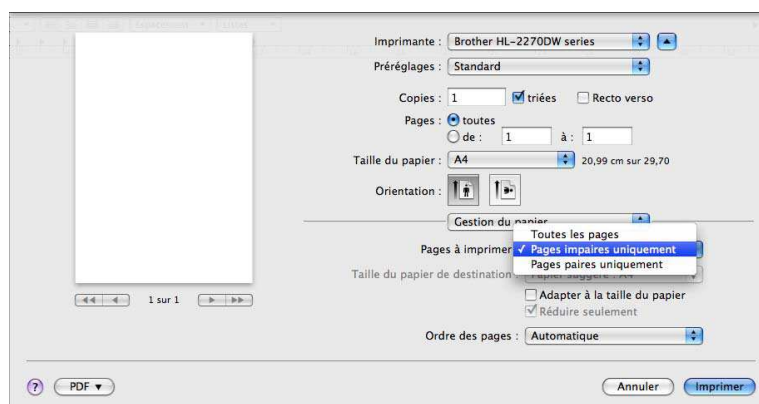 Imprimante : Brother HL-2270DW series
Préréglages : Standard
Copies : 1 triées Recto verso
Pages : toutes
de : 1 à : 1
Taille du papier : A4 20,99 cm sur 29,70
Orientation :
Gestion du papier
Toutes les pages
Pages à imprimer ✓ Pages impaires uniquement
Pages paires uniquement
Taille du papier de destination : Papier suggéré : A4
Adapter à la taille du papier
Réduire seulement
Ordre des pages : Automatique
1 sur 1
? PDF ▼ Annuler Imprimer